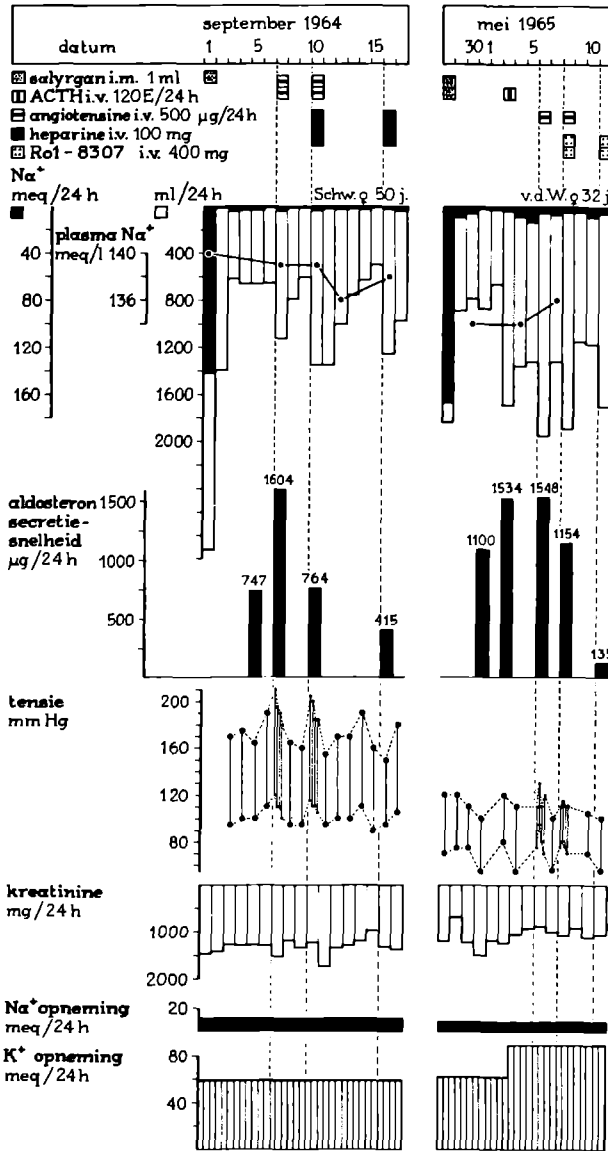 september 1964 mei 1965
datum 1 5 10 15 30 1 5 10
salyrgan i.m. 1 ml
ACTH i.v. 120E/24 h
angiotensine i.v. 500 µg/24h
heparine i.v. 100 mg
Ro1-8307 i.v. 400 mg
Na⁺
meq/24 h ml/24 h Schw. ♀ 50 j. v.d.W. ♀ 32 j
plasma Na⁺
meq/l
40 140 400
80 136 800
120 1200
160 1600
2000
aldosteron
secretie-
snelheid
µg/24 h
1500
1000
500
747 1604 764 415 1100 1534 1548 1154 135
tensie
mm Hg
200
160
120
80
kreatinine
mg/24 h
1000
2000
Na⁺ opneming
meq/24 h
20
K⁺ opneming
meq/24 h
80
40